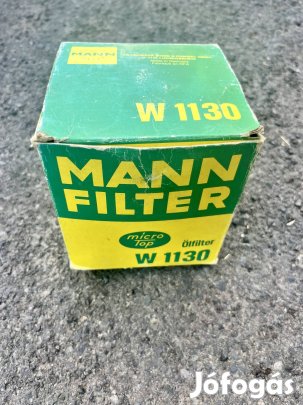 MANN
W 1130
MANN
FILTER
micro
Top
Ölfilter
W 1130
Jófogás